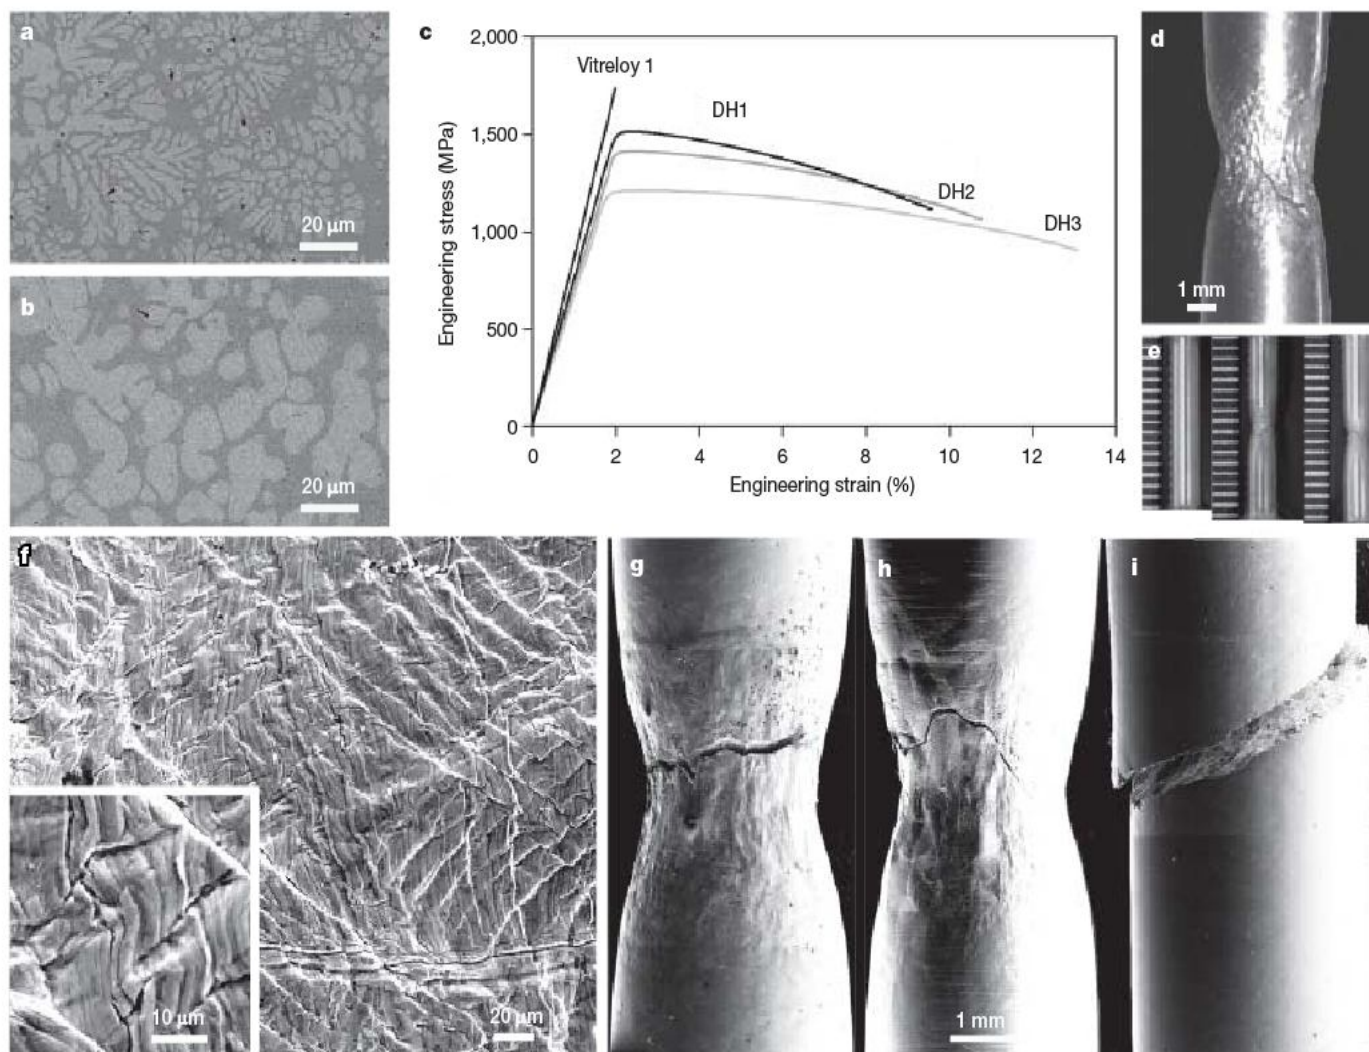 a
20 μm
b
20 μm
c
2,000
1,500
1,000
500
0
Engineering stress (MPa)
Vitreloy 1
DH1
DH2
DH3
0 2 4 6 8 10 12 14
Engineering strain (%)
d
1 mm
e
f
10 μm
20 μm
g
h
1 mm
i